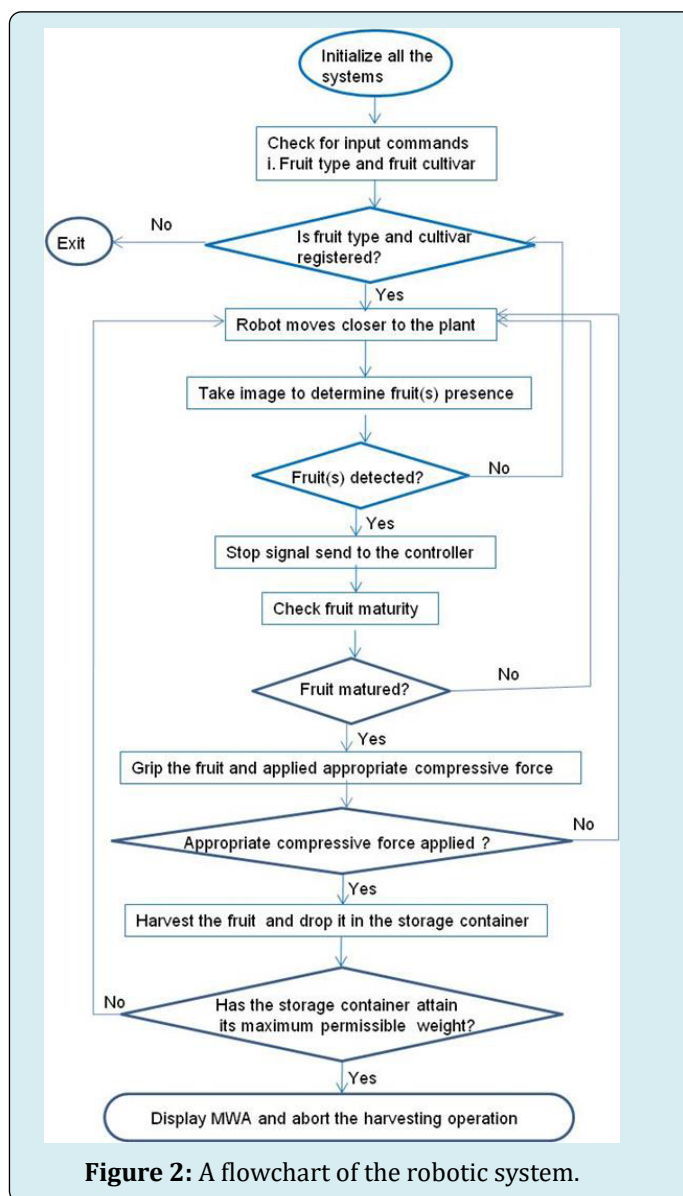 Initialize all the
systems
Check for input commands
i. Fruit type and fruit cultivar
No
Exit
Is fruit type and cultivar
registered?
Yes
Robot moves closer to the plant
Take image to determine fruit(s) presence
No
Fruit(s) detected?
Yes
Stop signal send to the controller
Check fruit maturity
No
Fruit matured?
Yes
Grip the fruit and applied appropriate compressive force
No
Appropriate compressive force applied ?
Yes
Harvest the fruit and drop it in the storage container
No
Has the storage container attain
its maximum permissible weight?
Yes
Display MWA and abort the harvesting operation
Figure 2: A flowchart of the robotic system.